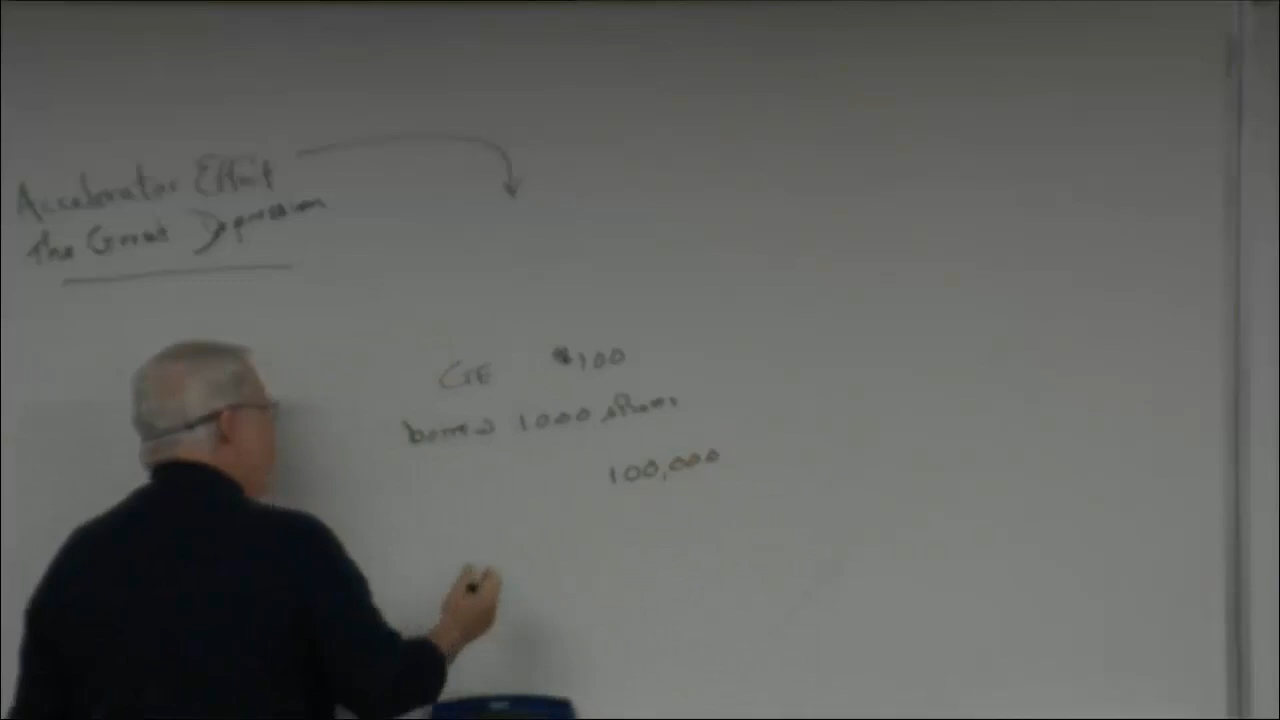 Accelerator Effect
The Great Depression
GE $100
borrow 1000 shares
100,000